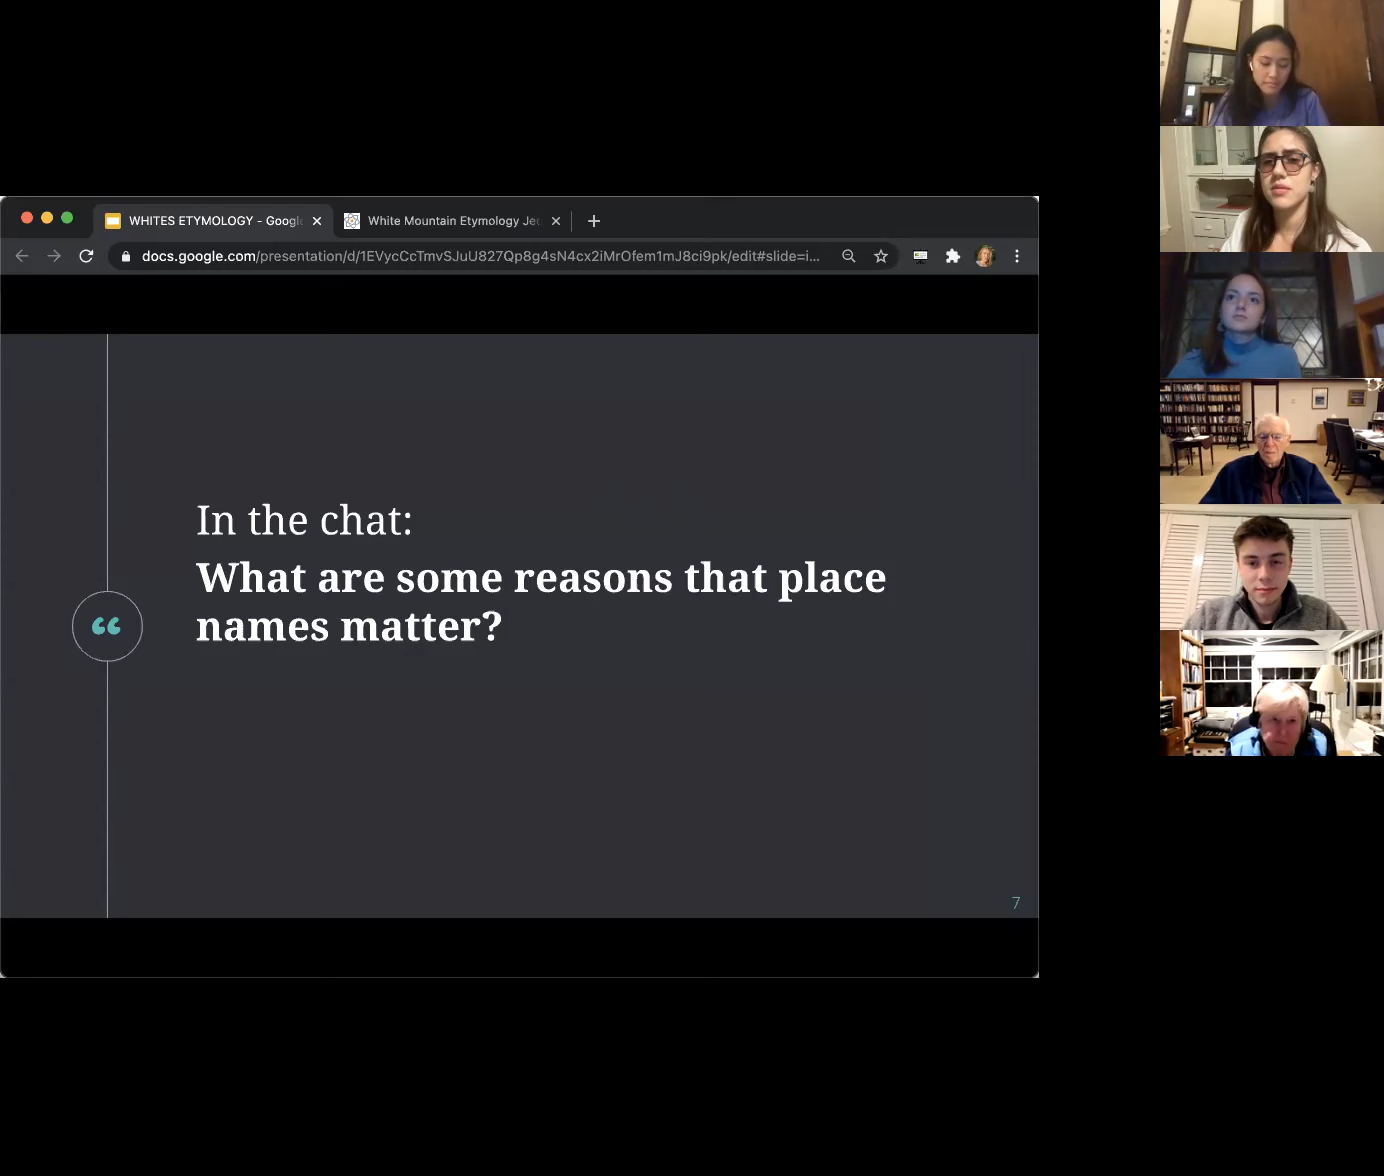 WHITES ETYMOLOGY - Googl
White Mountain Etymology Jeo
docs.google.com/presentation/d/1EVycCcTmvSJuU827Qp8g4sN4cx2iMrOfem1mJ8ci9pk/edit#slide=i...
In the chat:
What are some reasons that place
names matter?
“
7